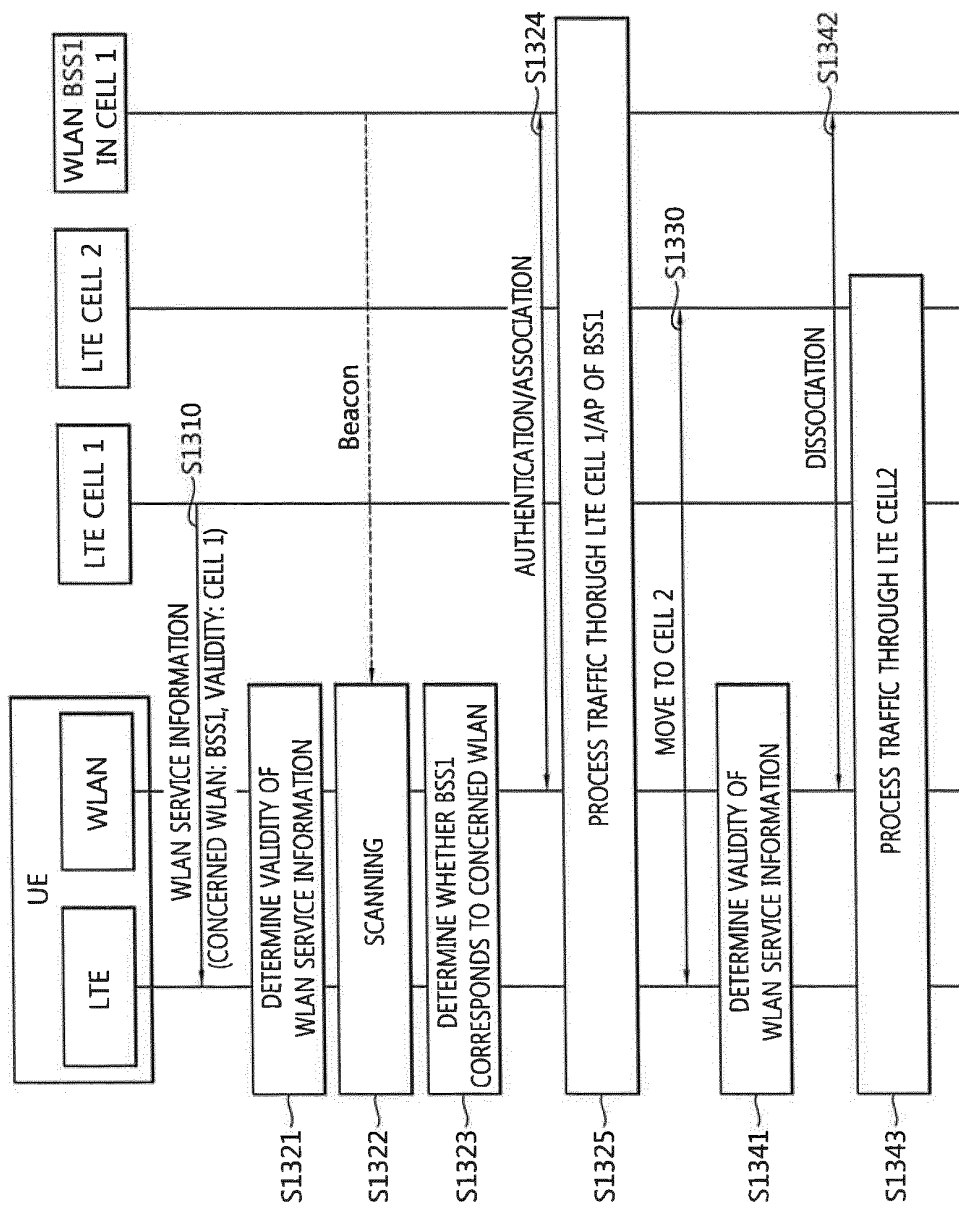 UE
LTE
WLAN
LTE CELL 1
LTE CELL 2
WLAN BSS1
IN CELL 1
WLAN SERVICE INFORMATION
(CONCERNED WLAN: BSS1, VALIDITY: CELL 1)
S1310
S1321
DETERMINE VALIDITY OF
WLAN SERVICE INFORMATION
Beacon
S1322
SCANNING
S1323
DETERMINE WHETHER BSS1
CORRESPONDS TO CONCERNED WLAN
AUTHENTICATION/ASSOCIATION
S1324
S1325
PROCESS TRAFFIC THORUGH LTE CELL 1/AP OF BSS1
MOVE TO CELL 2
S1330
S1341
DETERMINE VALIDITY OF
WLAN SERVICE INFORMATION
DISSOCIATION
S1342
S1343
PROCESS TRAFFIC THROUGH LTE CELL2